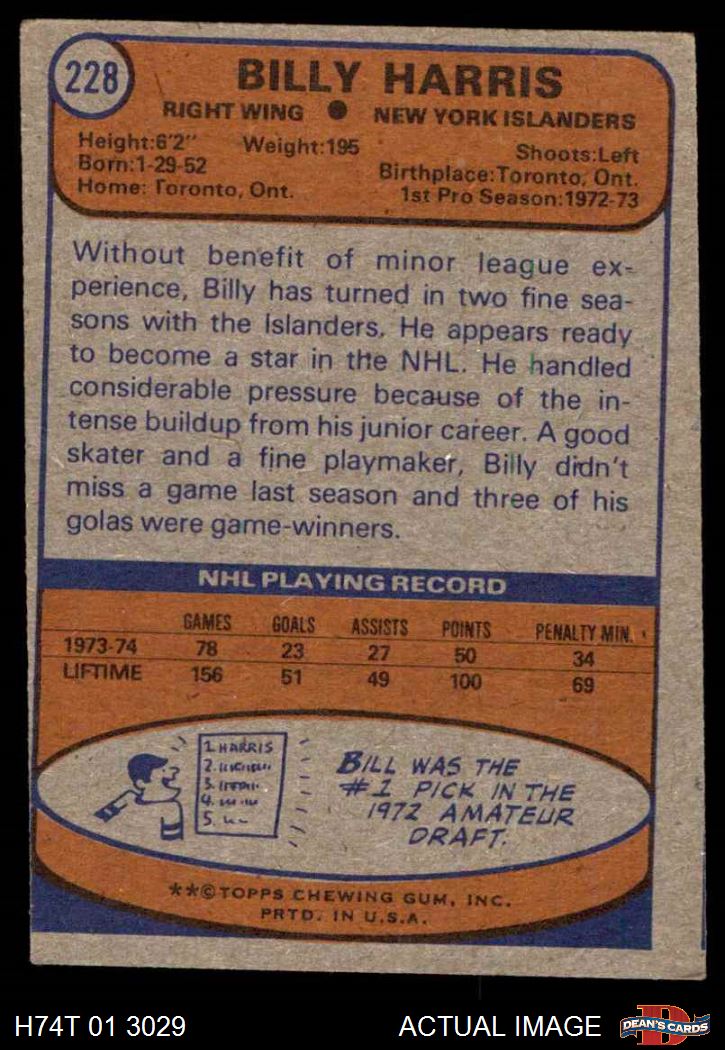 228
BILLY HARRIS
RIGHT WING ● NEW YORK ISLANDERS
Height:6'2" Weight:195 Shoots:Left
Born:1-29-52 Birthplace:Toronto, Ont.
Home: Toronto, Ont. 1st Pro Season:1972-73
Without benefit of minor league ex-
perience, Billy has turned in two fine sea-
sons with the Islanders. He appears ready
to become a star in the NHL. He handled
considerable pressure because of the in-
tense buildup from his junior career. A good
skater and a fine playmaker, Billy didn't
miss a game last season and three of his
golas were game-winners.
NHL PLAYING RECORD
GAMES GOALS ASSISTS POINTS PENALTY MIN.
1973-74 78 23 27 50 34
LIFTIME 156 51 49 100 69
1. HARRIS
2.
3.
4.
5.
BILL WAS THE
#1 PICK IN THE
1972 AMATEUR
DRAFT.
**©TOPPS CHEWING GUM, INC.
PRTD. IN U.S.A.
H74T 01 3029 ACTUAL IMAGE DEAN'S CARDS